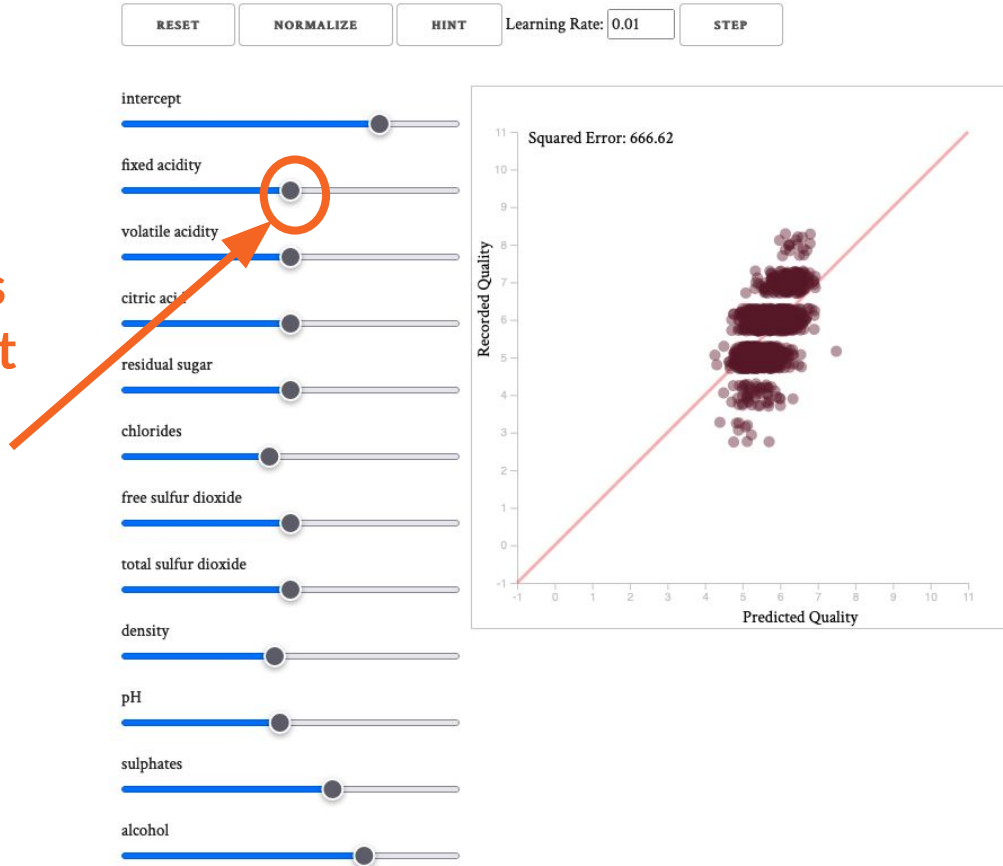 RESET NORMALIZE HINT Learning Rate: 0.01 STEP
intercept
fixed acidity
volatile acidity
citric acid
residual sugar
chlorides
free sulfur dioxide
total sulfur dioxide
density
pH
sulphates
alcohol
Squared Error: 666.62
Recorded Quality
11
10
9
8
7
6
5
4
3
2
1
0
-1
-1 0 1 2 3 4 5 6 7 8 9 10 11
Predicted Quality